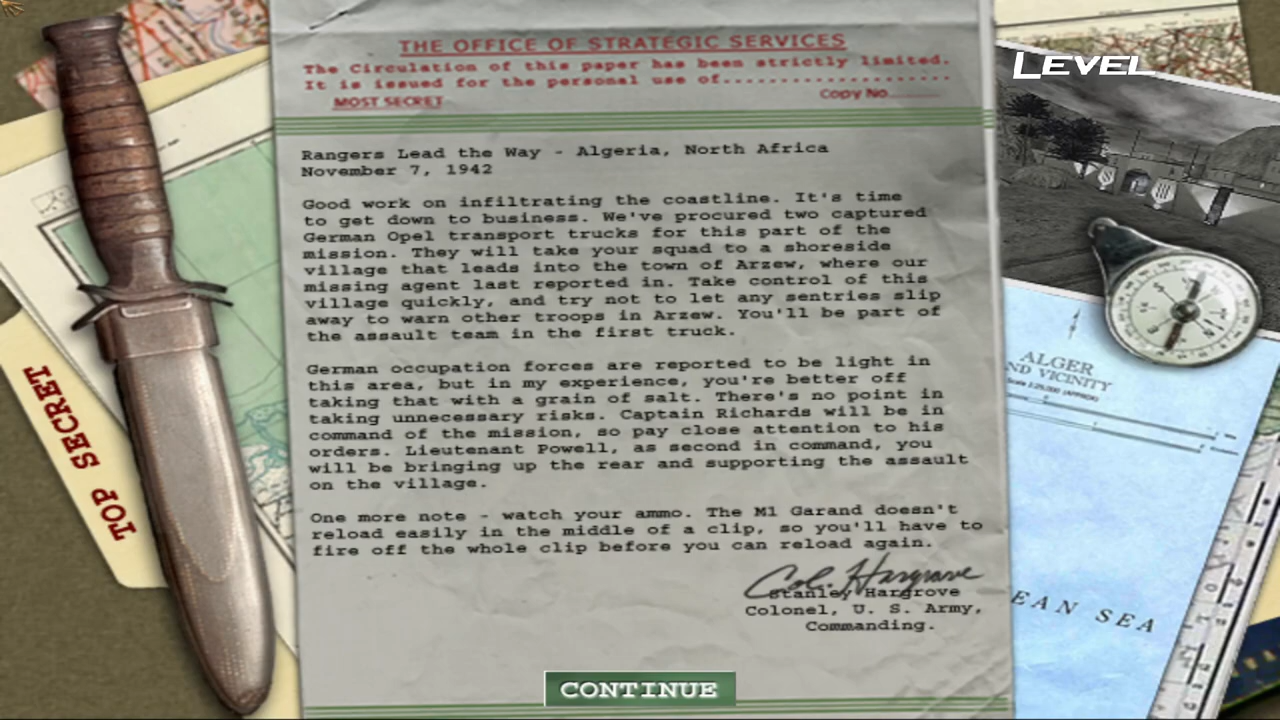 THE OFFICE OF STRATEGIC SERVICES
The Circulation of this paper has been strictly limited.
It is issued for the personal use of....................
MOST SECRET
Copy No.........
LEVEL
Rangers Lead the Way - Algeria, North Africa
November 7, 1942
Good work on infiltrating the coastline. It's time
to get down to business. We've procured two captured
German Opel transport trucks for this part of the
mission. They will take your squad to a shoreside
village that leads into the town of Arzew, where our
missing agent last reported in. Take control of this
village quickly, and try not to let any sentries slip
away to warn other troops in Arzew. You'll be part of
the assault team in the first truck.
German occupation forces are reported to be light in
this area, but in my experience, you're better off
taking that with a grain of salt. There's no point in
taking unnecessary risks. Captain Richards will be in
command of the mission, so pay close attention to his
orders. Lieutenant Powell, as second in command, you
will be bringing up the rear and supporting the assault
on the village.
One more note - watch your ammo. The M1 Garand doesn't
reload easily in the middle of a clip, so you'll have to
fire off the whole clip before you can reload again.
Col. Hargrove
Stanley Hargrove
Colonel, U. S. Army,
Commanding.
CONTINUE
TOP SECRET
ALGER
ND VICINITY
EAN SEA